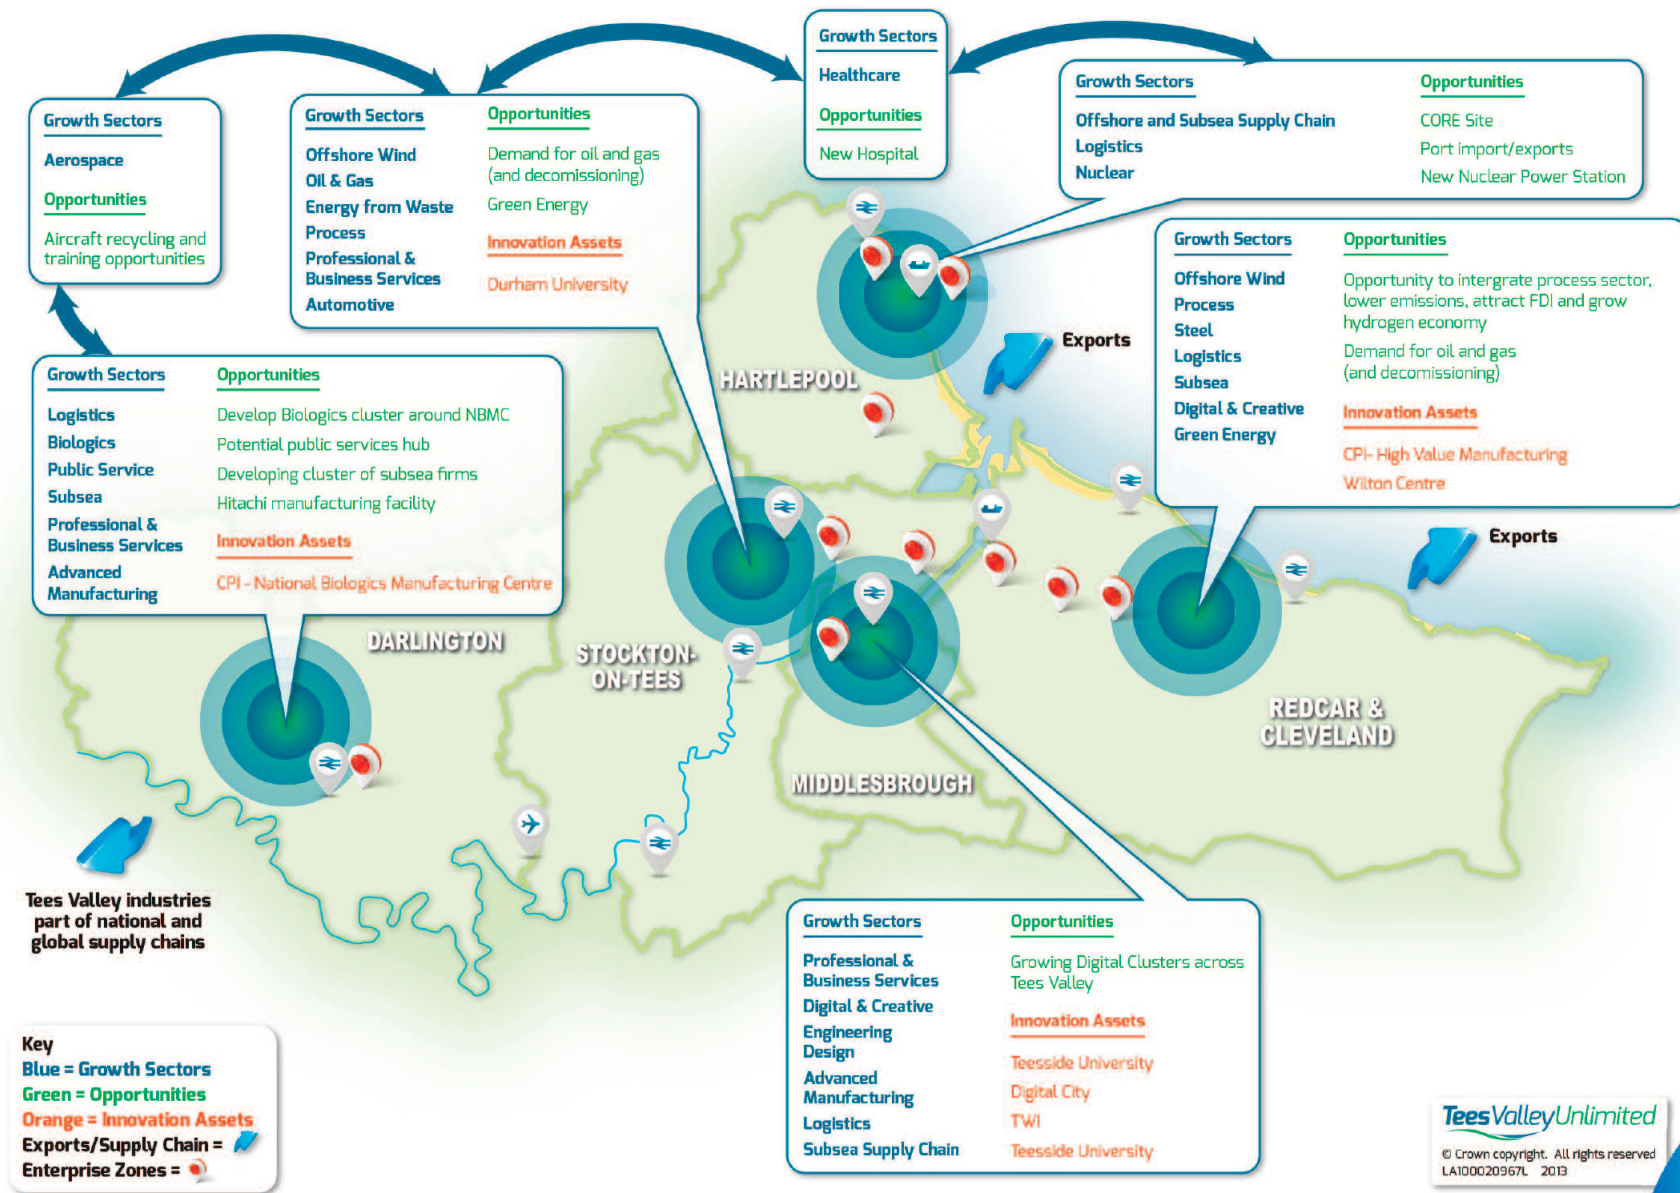 Growth Sectors
Aerospace
Opportunities
Aircraft recycling and
training opportunities
Growth Sectors
Offshore Wind
Oil & Gas
Energy from Waste
Process
Professional &
Business Services
Automotive
Opportunities
Demand for oil and gas
(and decomissioning)
Green Energy
Innovation Assets
Durham University
Growth Sectors
Healthcare
Opportunities
New Hospital
Growth Sectors
Offshore and Subsea Supply Chain
Logistics
Nuclear
Opportunities
CORE Site
Port import/exports
New Nuclear Power Station
Growth Sectors
Offshore Wind
Process
Steel
Logistics
Subsea
Digital & Creative
Green Energy
Opportunities
Opportunity to intergrate process sector,
lower emissions, attract FDI and grow
hydrogen economy
Demand for oil and gas
(and decomissioning)
Innovation Assets
CPI- High Value Manufacturing
Wilton Centre
Growth Sectors
Logistics
Biologics
Public Service
Subsea
Professional &
Business Services
Advanced
Manufacturing
Opportunities
Develop Biologics cluster around NBMC
Potential public services hub
Developing cluster of subsea firms
Hitachi manufacturing facility
Innovation Assets
CPI - National Biologics Manufacturing Centre
Exports
HARTLEPOOL
Exports
DARLINGTON
STOCKTON-
ON-TEES
REDCAR &
CLEVELAND
MIDDLESBROUGH
Tees Valley industries
part of national and
global supply chains
Growth Sectors
Professional &
Business Services
Digital & Creative
Engineering
Design
Advanced
Manufacturing
Logistics
Subsea Supply Chain
Opportunities
Growing Digital Clusters across
Tees Valley
Innovation Assets
Teesside University
Digital City
TWI
Teesside University
Key
Blue = Growth Sectors
Green = Opportunities
Orange = Innovation Assets
Exports/Supply Chain =
Enterprise Zones =
TeesValleyUnlimited
© Crown copyright. All rights reserved
LA100020967L 2013